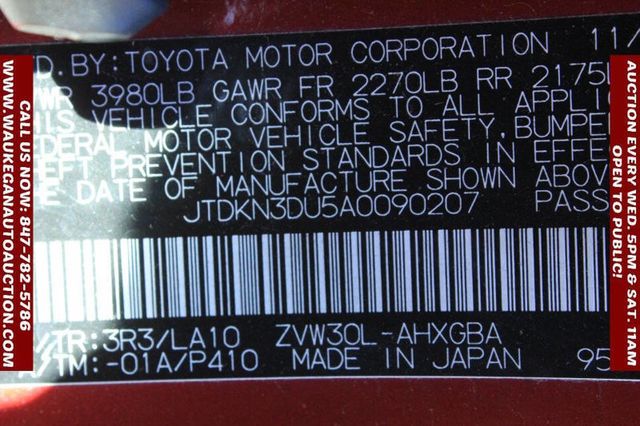 D.BY:TOYOTA MOTOR CORPORATION 11/
WR 3980LB GAWR FR 2270LB RR 2175L
VEHICLE CONFORMS TO ALL APPLI
EDERAL MOTOR VEHICLE SAFETY,BUMPE
EFT PREVENTION STANDARDS IN EFFE
E DATE OF MANUFACTURE SHOWN ABOV
JTDKN3DU5A0090207 PASS
/TR:3R3/LA10 ZVW30L-AHXGBA
/TM:-01A/P410 MADE IN JAPAN 95
CALL US NOW: 847-782-5786
WWW.WAUKEGANAUTOAUCTION.COM
AUCTION EVERY WED. 5PM & SAT. 11AM
OPEN TO PUBLIC!